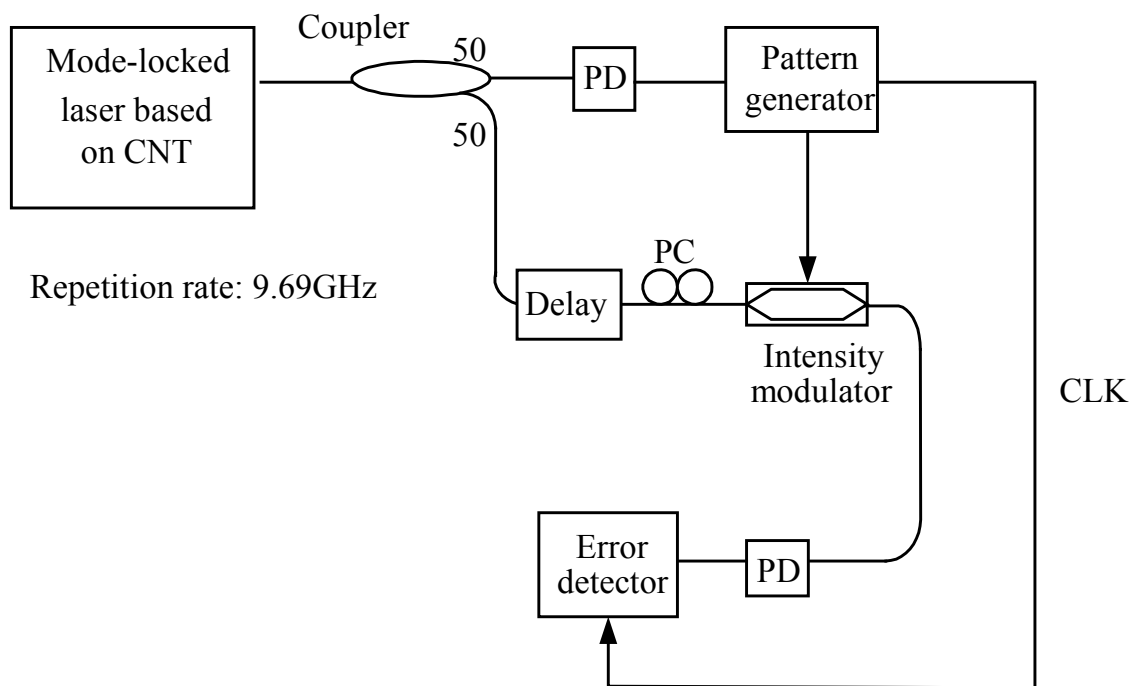 Coupler
50
Mode-locked
laser based
on CNT
PD
Pattern
generator
50
PC
Repetition rate: 9.69GHz
Delay
Intensity
modulator
CLK
Error
detector
PD